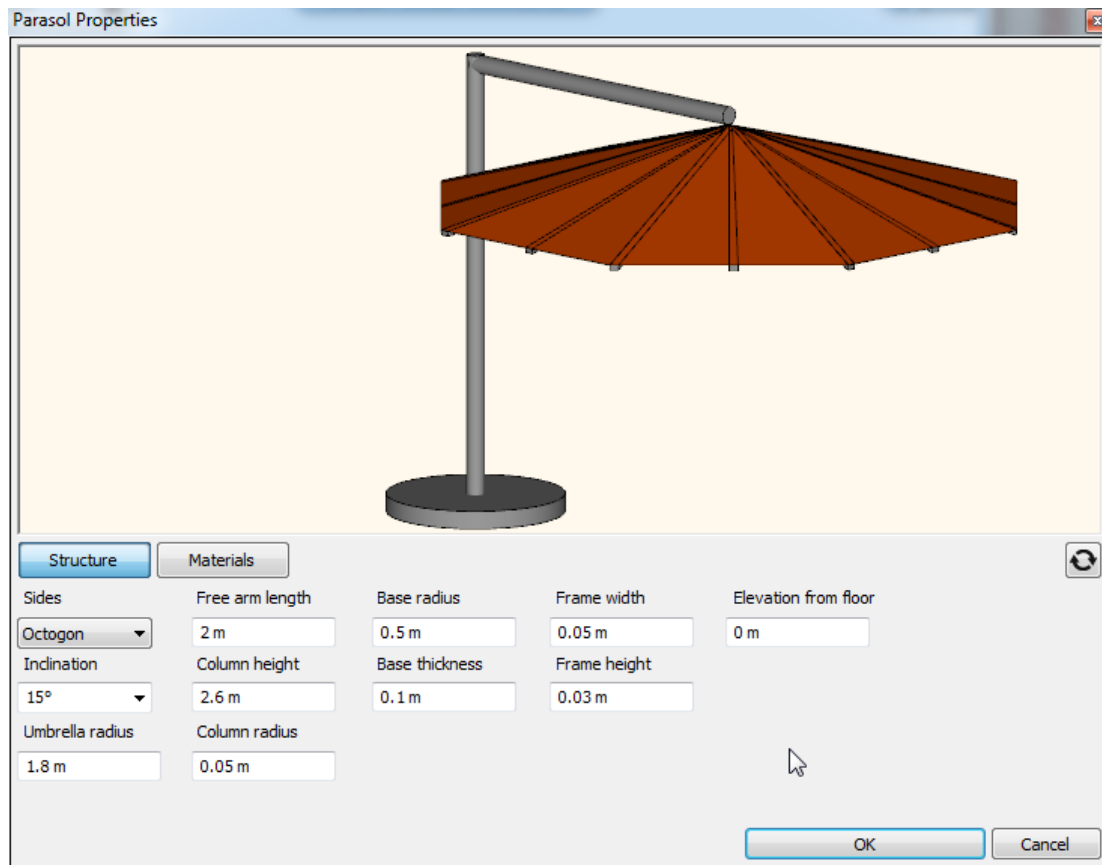 Parasol Properties
Structure Materials
Sides Free arm length Base radius Frame width Elevation from floor
Octogon 2 m 0.5 m 0.05 m 0 m
Inclination Column height Base thickness Frame height
15° 2.6 m 0.1 m 0.03 m
Umbrella radius Column radius
1.8 m 0.05 m
OK Cancel